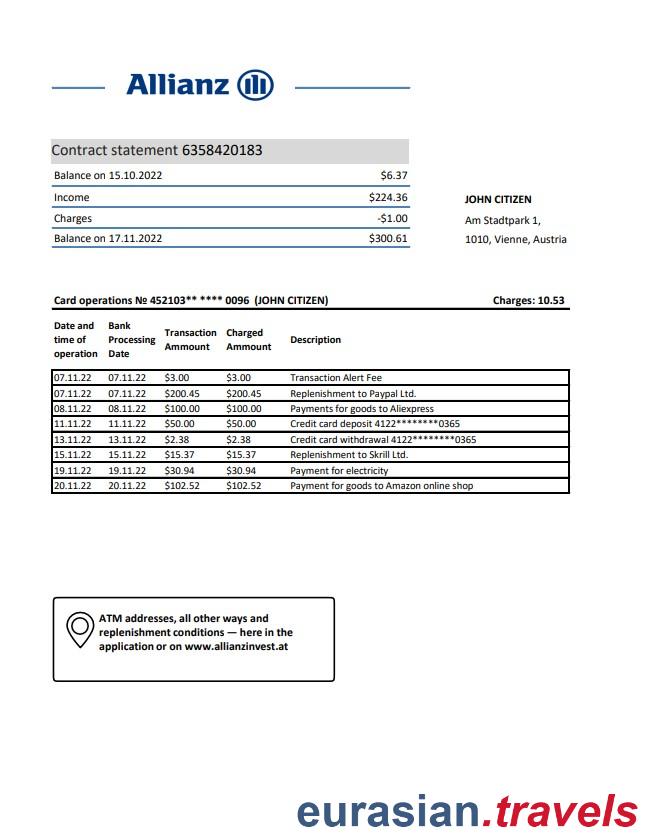 Allianz
Contract statement 6358420183
Balance on 15.10.2022 $6.37
Income $224.36
Charges -$1.00
Balance on 17.11.2022 $300.61
JOHN CITIZEN
Am Stadtpark 1,
1010, Vienne, Austria
Card operations № 452103** **** 0096 (JOHN CITIZEN) Charges: 10.53
Date and time of operation Bank Processing Date Transaction Ammount Charged Ammount Description
07.11.22 07.11.22 $3.00 $3.00 Transaction Alert Fee
07.11.22 07.11.22 $200.45 $200.45 Replenishment to Paypal Ltd.
08.11.22 08.11.22 $100.00 $100.00 Payments for goods to Aliexpress
11.11.22 11.11.22 $50.00 $50.00 Credit card deposit 4122********0365
13.11.22 13.11.22 $2.38 $2.38 Credit card withdrawal 4122********0365
15.11.22 15.11.22 $15.37 $15.37 Replenishment to Skrill Ltd.
19.11.22 19.11.22 $30.94 $30.94 Payment for electricity
20.11.22 20.11.22 $102.52 $102.52 Payment for goods to Amazon online shop
ATM addresses, all other ways and
replenishment conditions — here in the
application or on www.allianzinvest.at
eurasian.travels